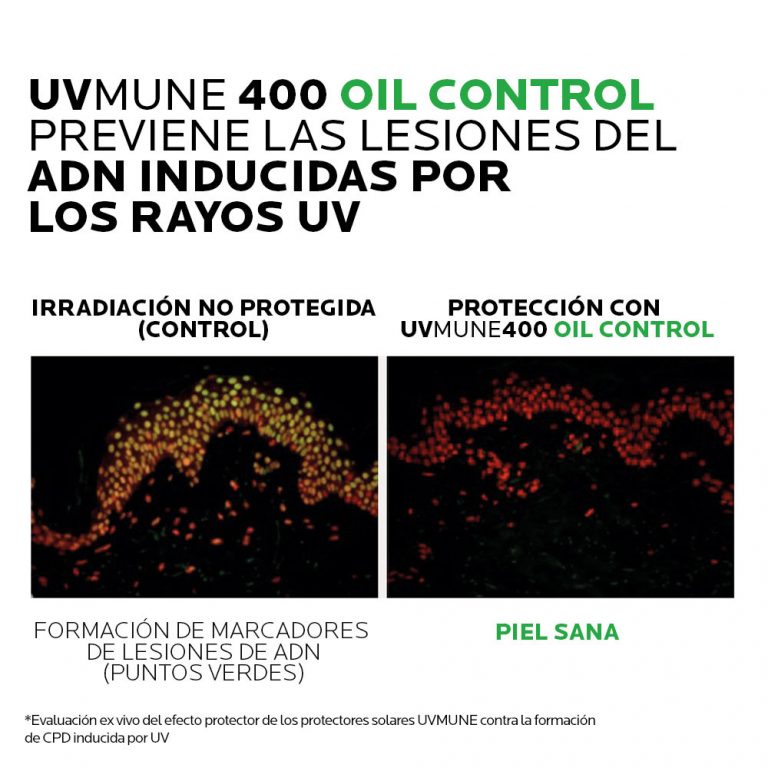 UVMUNE 400 OIL CONTROL
PREVIENE LAS LESIONES DEL
ADN INDUCIDAS POR
LOS RAYOS UV
IRRADIACIÓN NO PROTEGIDA
(CONTROL)
PROTECCIÓN CON
UVMUNE400 OIL CONTROL
FORMACIÓN DE MARCADORES
DE LESIONES DE ADN
(PUNTOS VERDES)
PIEL SANA
*Evaluación ex vivo del efecto protector de los protectores solares UVMUNE contra la formación
de CPD inducida por UV